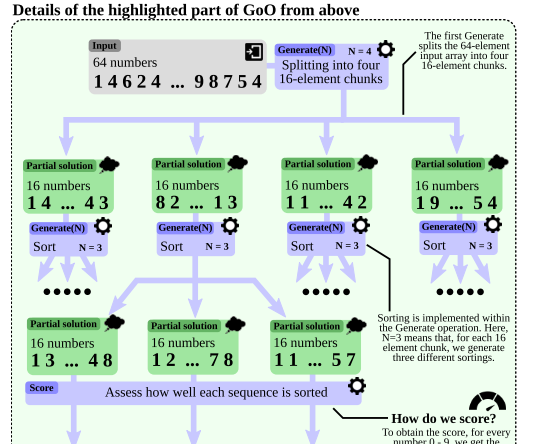 Details of the highlighted part of GoO from above
Input
64 numbers
1 4 6 2 4 ... 9 8 7 5 4
Generate(N) N = 4
Splitting into four
16-element chunks
The first Generate
splits the 64-element
input array into four
16-element chunks.
Partial solution
16 numbers
1 4 ... 4 3
Generate(N)
Sort N = 3
Partial solution
16 numbers
8 2 ... 1 3
Generate(N)
Sort N = 3
Partial solution
16 numbers
1 1 ... 4 2
Generate(N)
Sort N = 3
Partial solution
16 numbers
1 9 ... 5 4
Generate(N)
Sort N = 3
Sorting is implemented within
the Generate operation. Here,
N=3 means that, for each 16
element chunk, we generate
three different sortings.
Partial solution
16 numbers
1 3 ... 4 8
Partial solution
16 numbers
1 2 ... 7 8
Partial solution
16 numbers
1 1 ... 5 7
Score
Assess how well each sequence is sorted
How do we score?
To obtain the score, for every
number 0 - 9, we get the